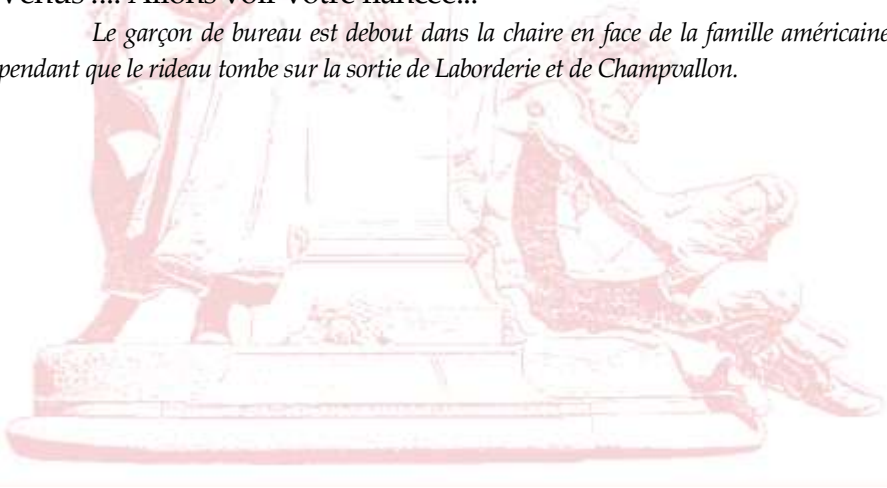 Allons voir votre fiancée...
Le garçon de bureau est debout dans la chaire en face de la famille américaine
pendant que le rideau tombe sur la sortie de Laborderie et de Champvallon.